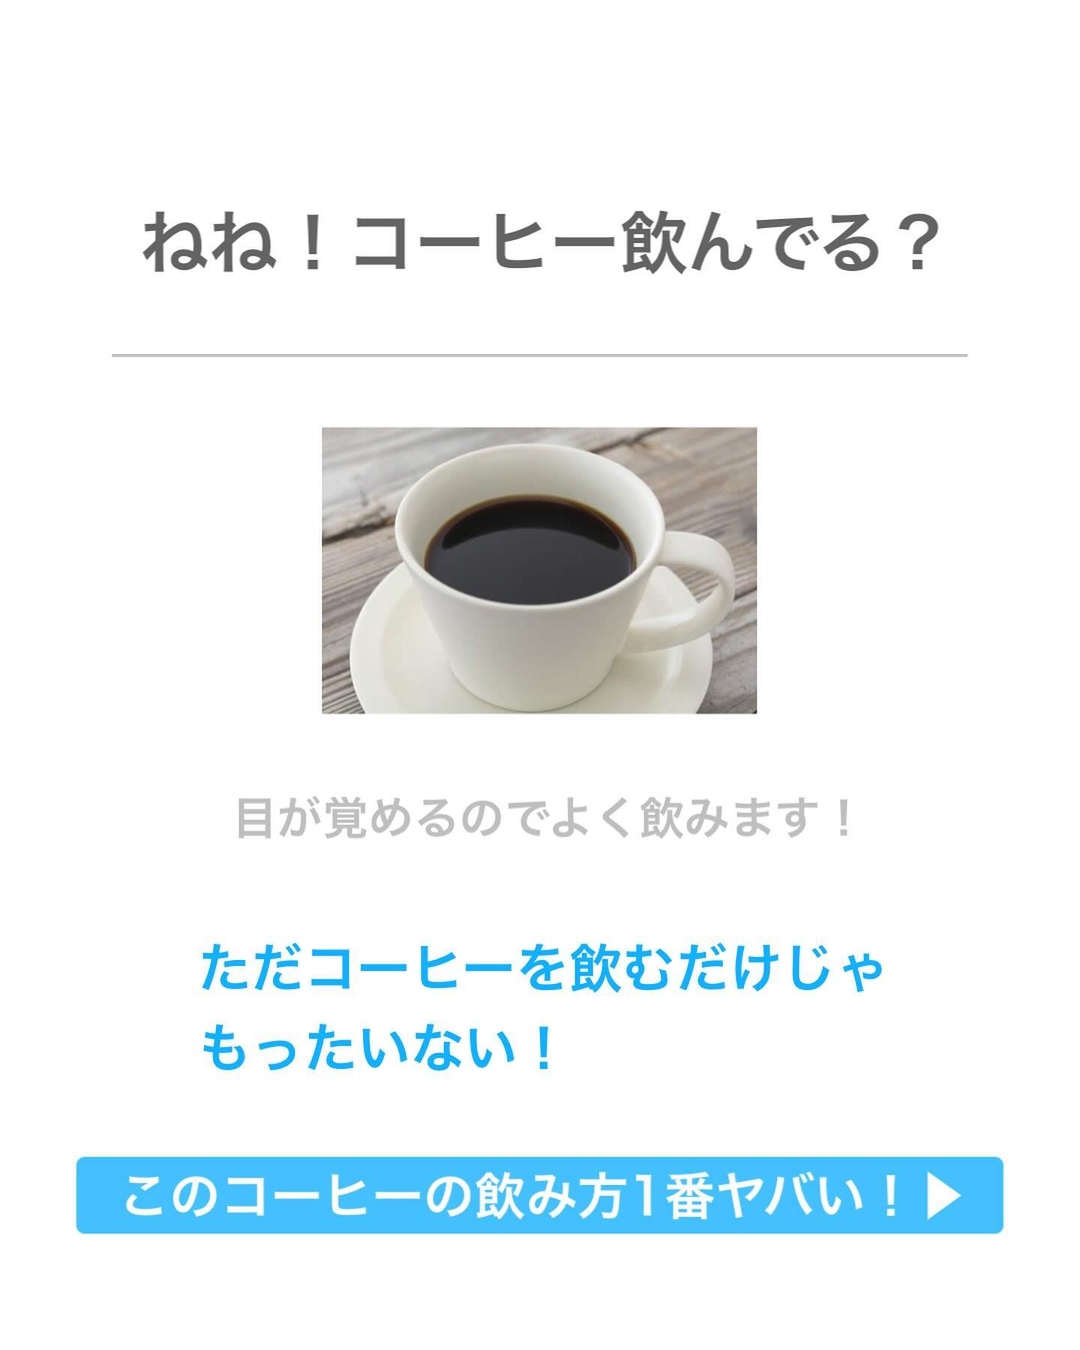 ねね！コーヒー飲んでる？
目が覚めるのでよく飲みます！
ただコーヒーを飲むだけじゃ
もったいない！
このコーヒーの飲み方1番ヤバい！▶